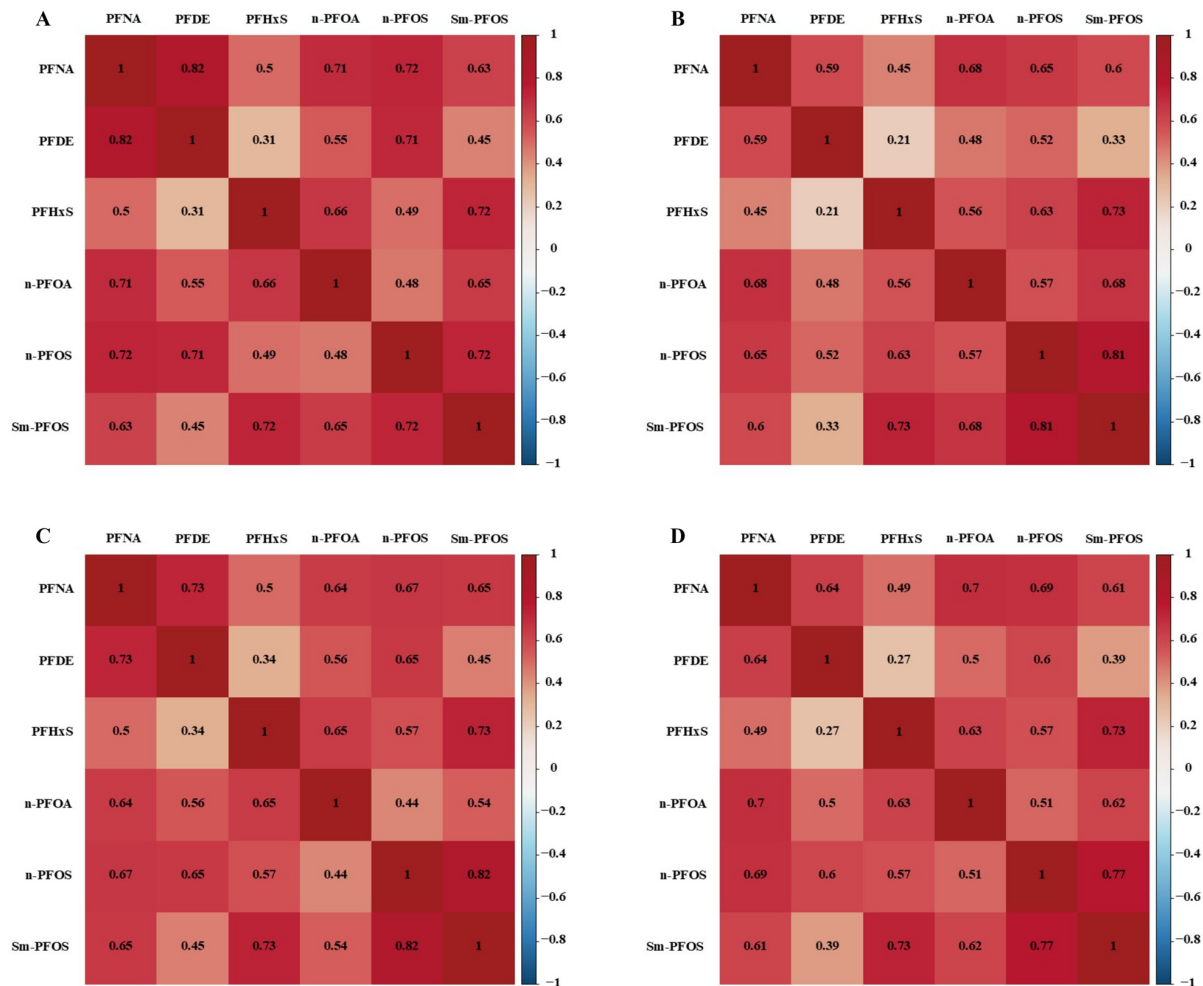 A
PFNA PFDE PFHxS n-PFOA n-PFOS Sm-PFOS
PFNA 1 0.82 0.5 0.71 0.72 0.63
PFDE 0.82 1 0.31 0.55 0.71 0.45
PFHxS 0.5 0.31 1 0.66 0.49 0.72
n-PFOA 0.71 0.55 0.66 1 0.48 0.65
n-PFOS 0.72 0.71 0.49 0.48 1 0.72
Sm-PFOS 0.63 0.45 0.72 0.65 0.72 1
1
0.8
0.6
0.4
0.2
0
−0.2
−0.4
−0.6
−0.8
−1
B
PFNA PFDE PFHxS n-PFOA n-PFOS Sm-PFOS
PFNA 1 0.59 0.45 0.68 0.65 0.6
PFDE 0.59 1 0.21 0.48 0.52 0.33
PFHxS 0.45 0.21 1 0.56 0.63 0.73
n-PFOA 0.68 0.48 0.56 1 0.57 0.68
n-PFOS 0.65 0.52 0.63 0.57 1 0.81
Sm-PFOS 0.6 0.33 0.73 0.68 0.81 1
1
0.8
0.6
0.4
0.2
0
−0.2
−0.4
−0.6
−0.8
−1
C
PFNA PFDE PFHxS n-PFOA n-PFOS Sm-PFOS
PFNA 1 0.73 0.5 0.64 0.67 0.65
PFDE 0.73 1 0.34 0.56 0.65 0.45
PFHxS 0.5 0.34 1 0.65 0.57 0.73
n-PFOA 0.64 0.56 0.65 1 0.44 0.54
n-PFOS 0.67 0.65 0.57 0.44 1 0.82
Sm-PFOS 0.65 0.45 0.73 0.54 0.82 1
1
0.8
0.6
0.4
0.2
0
−0.2
−0.4
−0.6
−0.8
−1
D
PFNA PFDE PFHxS n-PFOA n-PFOS Sm-PFOS
PFNA 1 0.64 0.49 0.7 0.69 0.61
PFDE 0.64 1 0.27 0.5 0.6 0.39
PFHxS 0.49 0.27 1 0.63 0.57 0.73
n-PFOA 0.7 0.5 0.63 1 0.51 0.62
n-PFOS 0.69 0.6 0.57 0.51 1 0.77
Sm-PFOS 0.61 0.39 0.73 0.62 0.77 1
1
0.8
0.6
0.4
0.2
0
−0.2
−0.4
−0.6
−0.8
−1